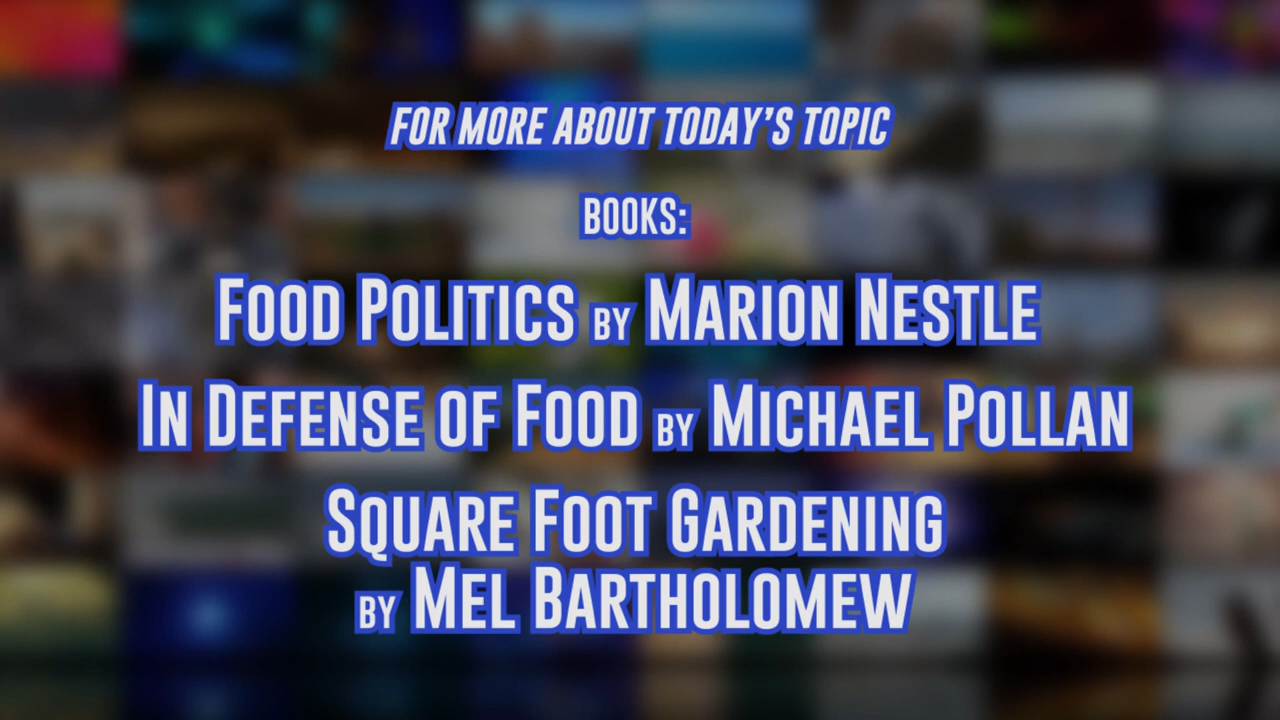 FOR MORE ABOUT TODAY'S TOPIC
BOOKS:
FOOD POLITICS BY MARION NESTLE
IN DEFENSE OF FOOD BY MICHAEL POLLAN
SQUARE FOOT GARDENING
BY MEL BARTHOLOMEW